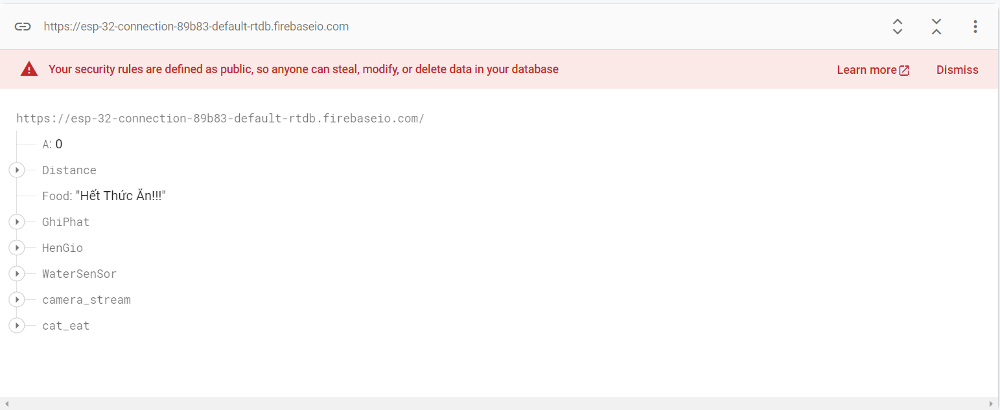 https://esp-32-connection-89b83-default-rtdb.firebaseio.com
Your security rules are defined as public, so anyone can steal, modify, or delete data in your database Learn more Dismiss
https://esp-32-connection-89b83-default-rtdb.firebaseio.com/
A: 0
Distance
Food: "Hết Thức Ăn!!!"
GhiPhat
HenGio
WaterSenSor
camera_stream
cat_eat